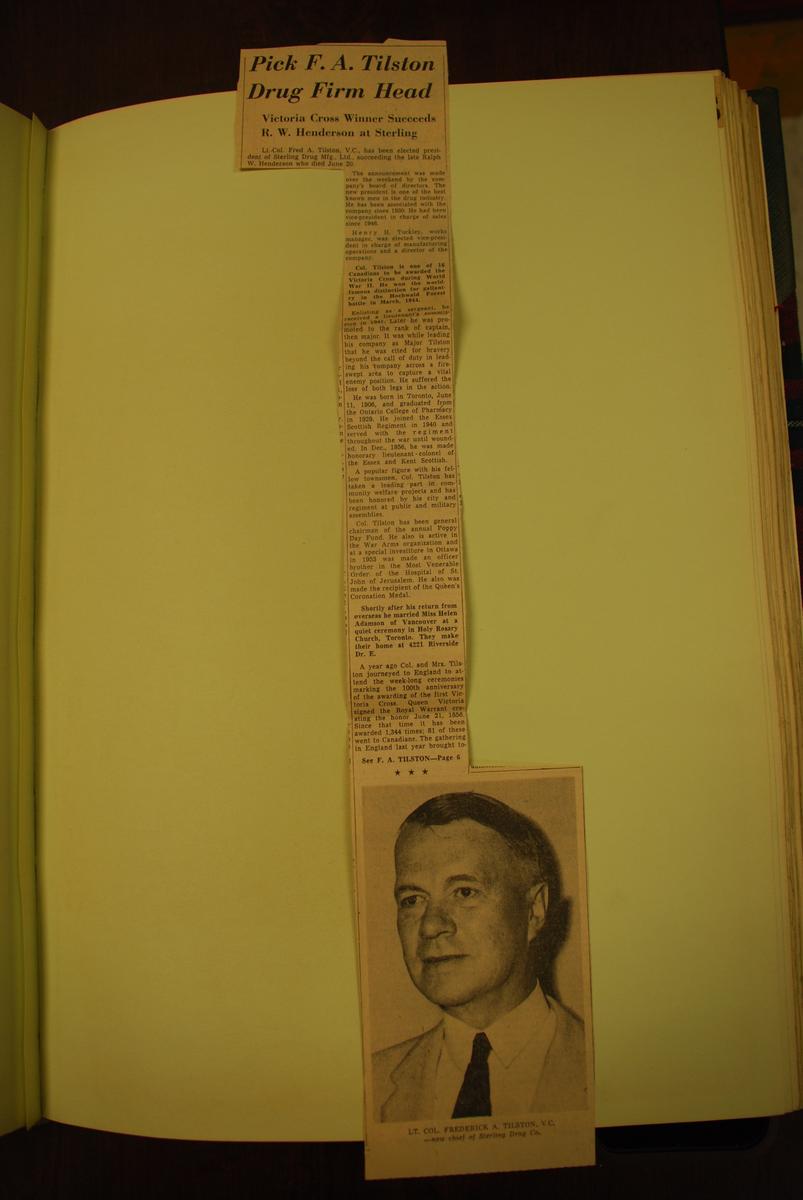 Pick F. A. Tilston
Drug Firm Head
Victoria Cross Winner Succeeds
R. W. Henderson at Sterling
Lt.-Col. Fred A. Tilston, V.C., has been elected presi-
dent of Sterling Drug Mfg., Ltd., succeeding the late Ralph
W. Henderson who died June 20.
The announcement was made
over the weekend by the com-
pany's board of directors. The
new president is one of the best
known men in the drug industry.
He has been associated with the
company since 1930. He had been
vice-president in charge of sales
since 1946.
Henry H. Tuckley, works
manager, was elected vice-presi-
dent in charge of manufacturing
operations and a director of the
company.
Col. Tilston is one of 16
Canadians to be awarded the
Victoria Cross during World
War II. He won the world-
famous distinction for gallant-
ry in the Hochwald Forest
battle in March, 1944.
Enlisting as a sergeant, he
received a lieutenant's commis-
sion in 1941. Later he was pro-
moted to the rank of captain,
then major. It was while leading
his company as Major Tilston
that he was cited for bravery
beyond the call of duty in lead-
ing his company across a fire-
swept area to capture a vital
enemy position. He suffered the
loss of both legs in the action.
He was born in Toronto, June
11, 1906, and graduated from
the Ontario College of Pharmacy
in 1929. He joined the Essex
Scottish Regiment in 1940 and
served with the regiment
throughout the war until wound-
ed. In Dec., 1956, he was made
honorary lieutenant-colonel of
the Essex and Kent Scottish.
A popular figure with his fel-
low townsmen, Col. Tilston has
taken a leading part in com-
munity welfare projects and has
been honored by his city and
regiment at public and military
assemblies.
Col. Tilston has been general
chairman of the annual Poppy
Day Fund. He also is active in
the War Arms organization and
at a special investiture in Ottawa
in 1953 was made an officer
brother in the Most Venerable
Order of the Hospital of St.
John of Jerusalem. He also was
made the recipient of the Queen's
Coronation Medal.
Shortly after his return from
overseas he married Miss Helen
Adamson of Vancouver at a
quiet ceremony in Holy Rosary
Church, Toronto. They make
their home at 4221 Riverside
Dr. E.
A year ago Col. and Mrs. Tils-
ton journeyed to England to at-
tend the week-long ceremonies
marking the 100th anniversary
of the awarding of the first Vic-
toria Cross. Queen Victoria
signed the Royal Warrant cre-
ating the honor June 21, 1856.
Since that time it has been
awarded 1,344 times; 81 of these
went to Canadians. The gathering
in England last year brought to-
See F. A. TILSTON—Page 6
★ ★ ★
LT. COL. FREDERICK A. TILSTON, V.C.
—new chief of Sterling Drug Co.